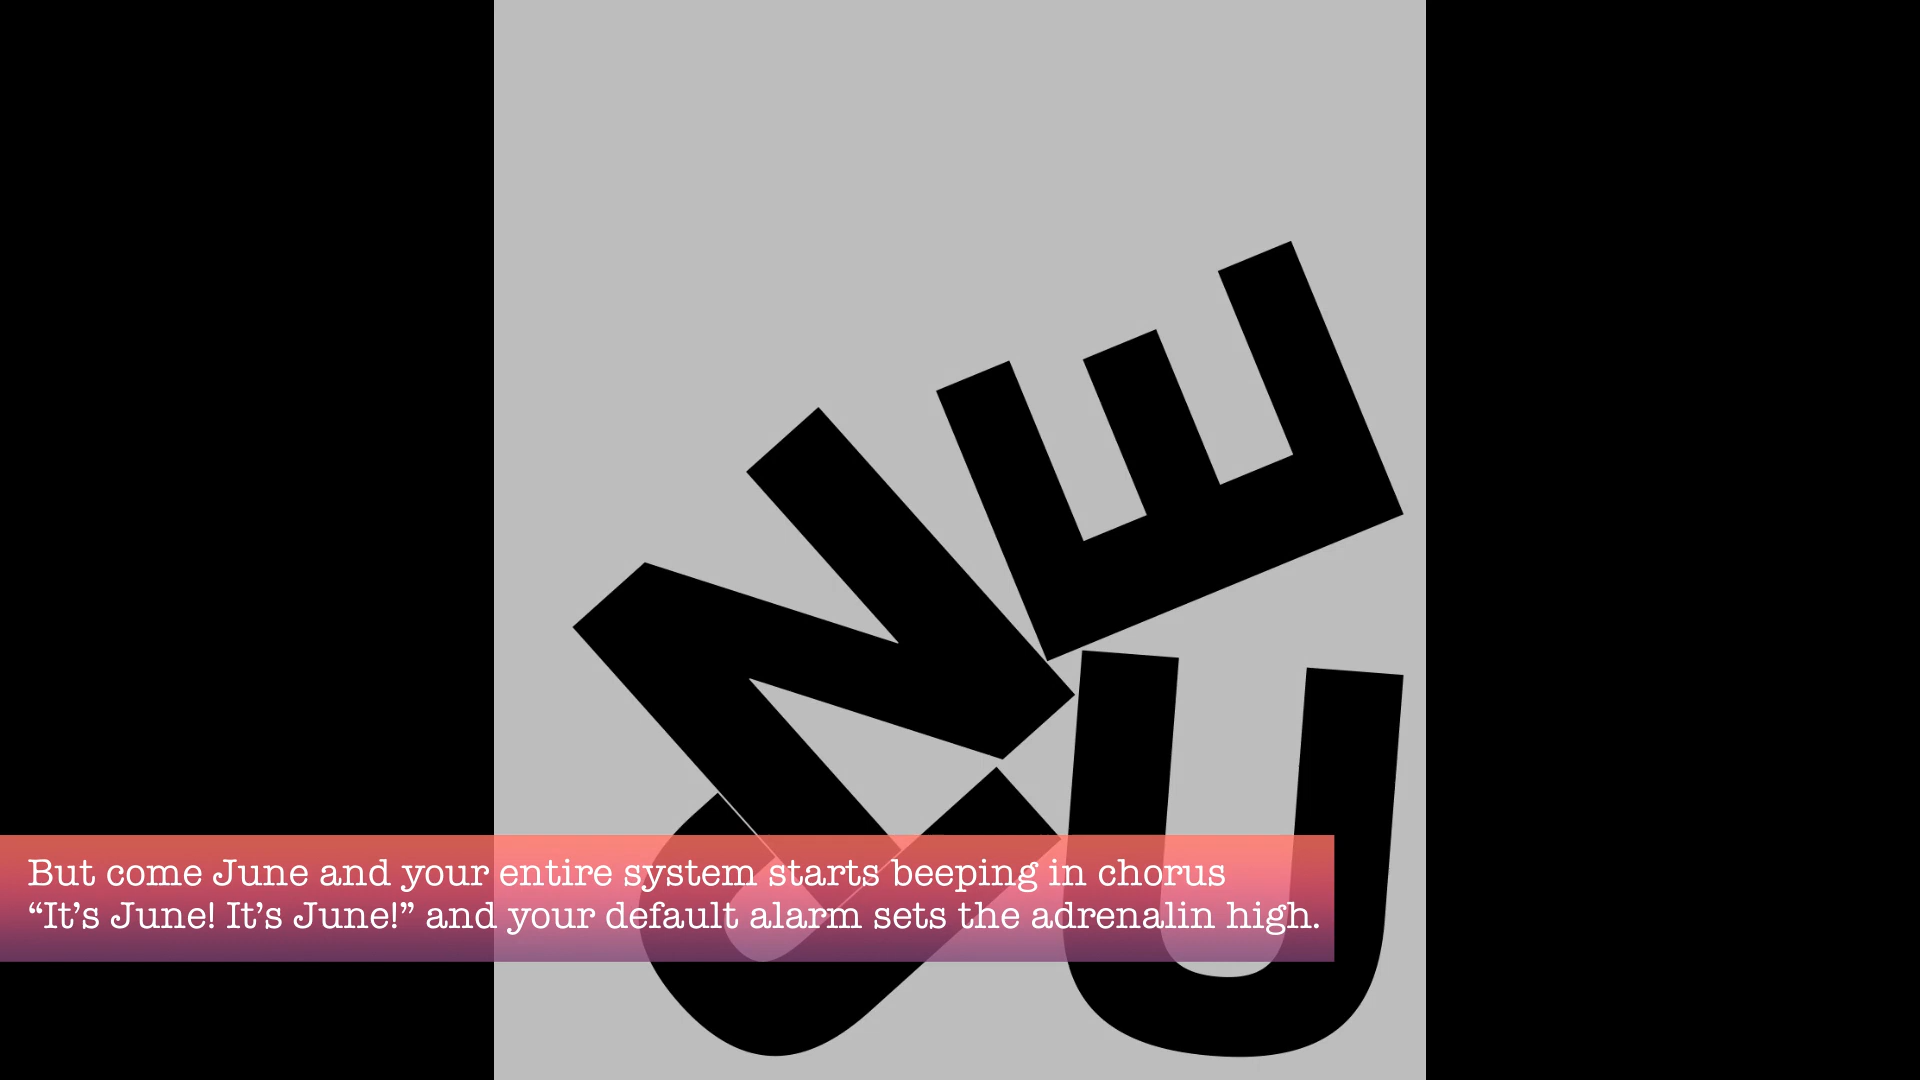 JUNE
But come June and your entire system starts beeping in chorus
“It’s June! It’s June!” and your default alarm sets the adrenalin high.